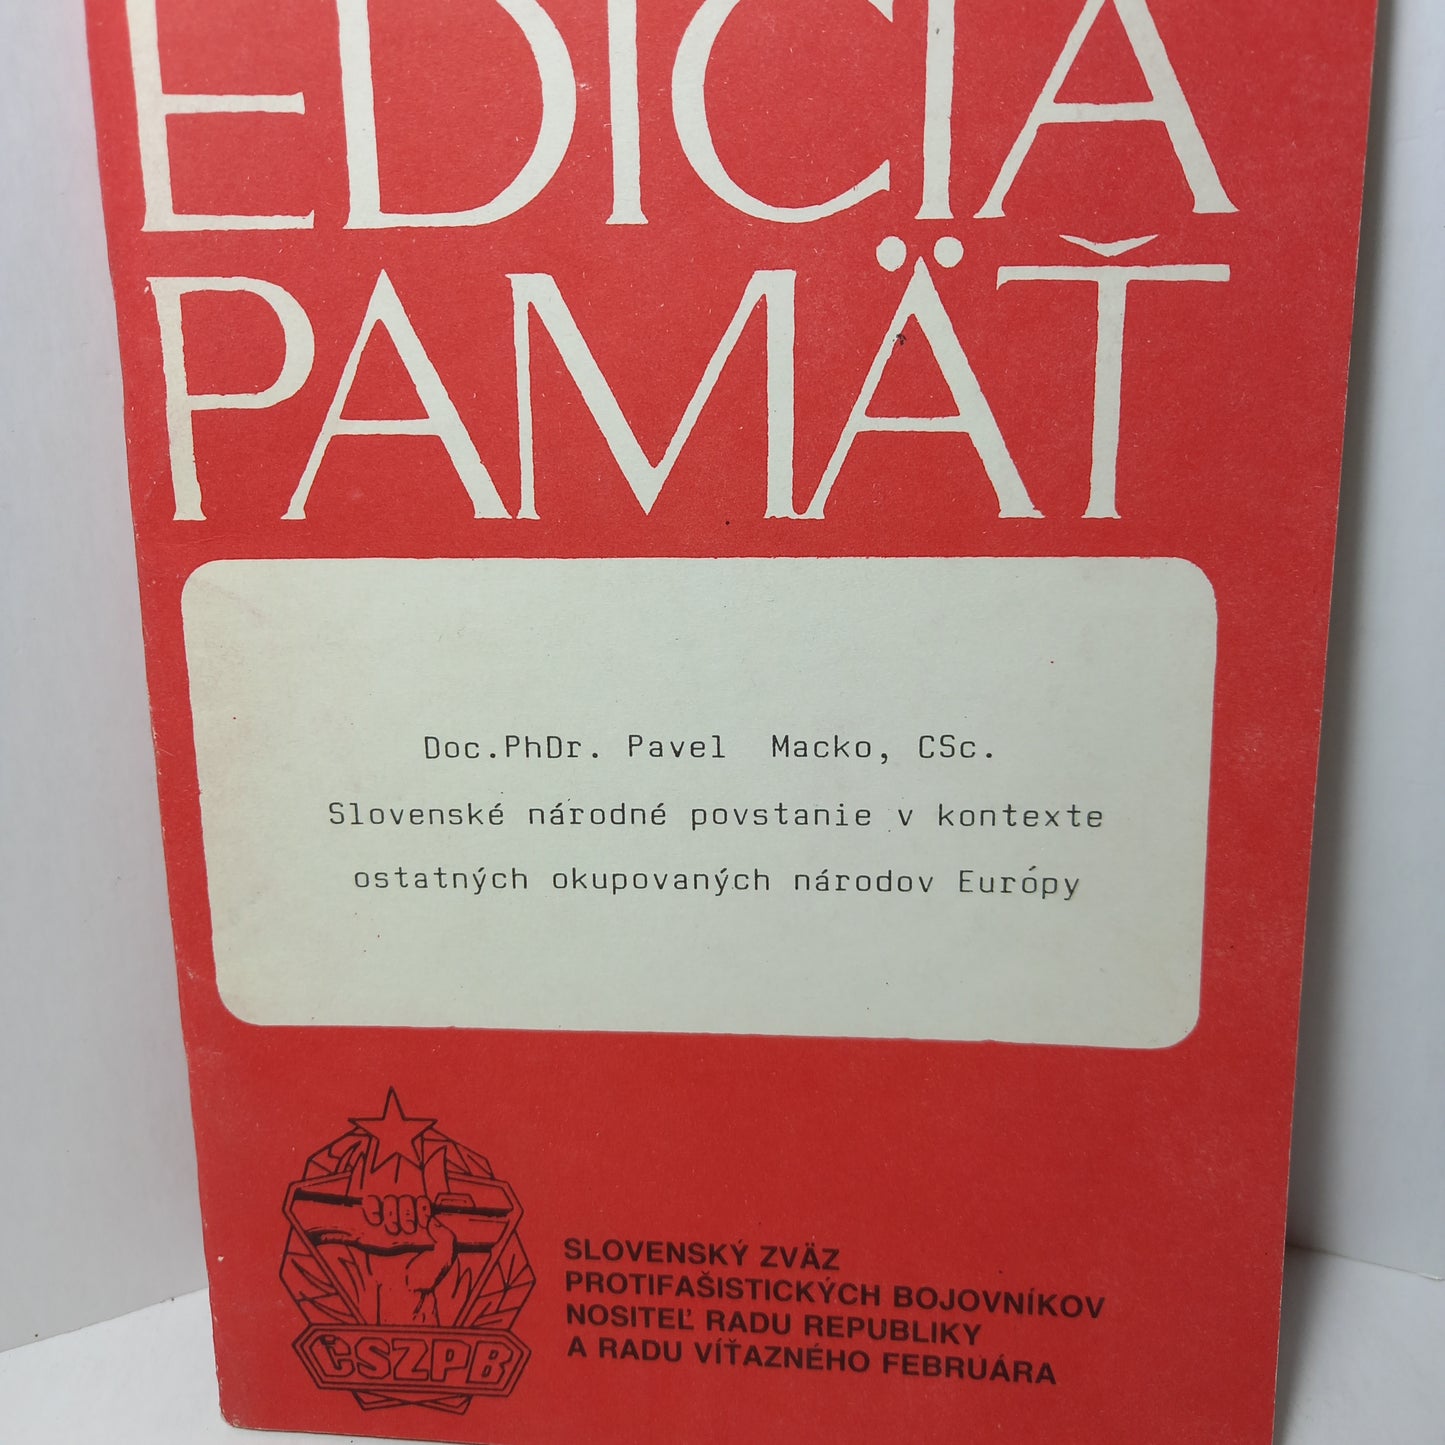 EDÍCIA
PAMÄŤ
Doc.PhDr. Pavel Macko, CSc.
Slovenské národné povstanie v kontexte
ostatných okupovaných národov Európy
SLOVENSKÝ ZVÄZ
PROTIFAŠISTICKÝCH BOJOVNÍKOV
NOSITEĽ RADU REPUBLIKY
A RADU VÍŤAZNÉHO FEBRUÁRA
ČSZPB